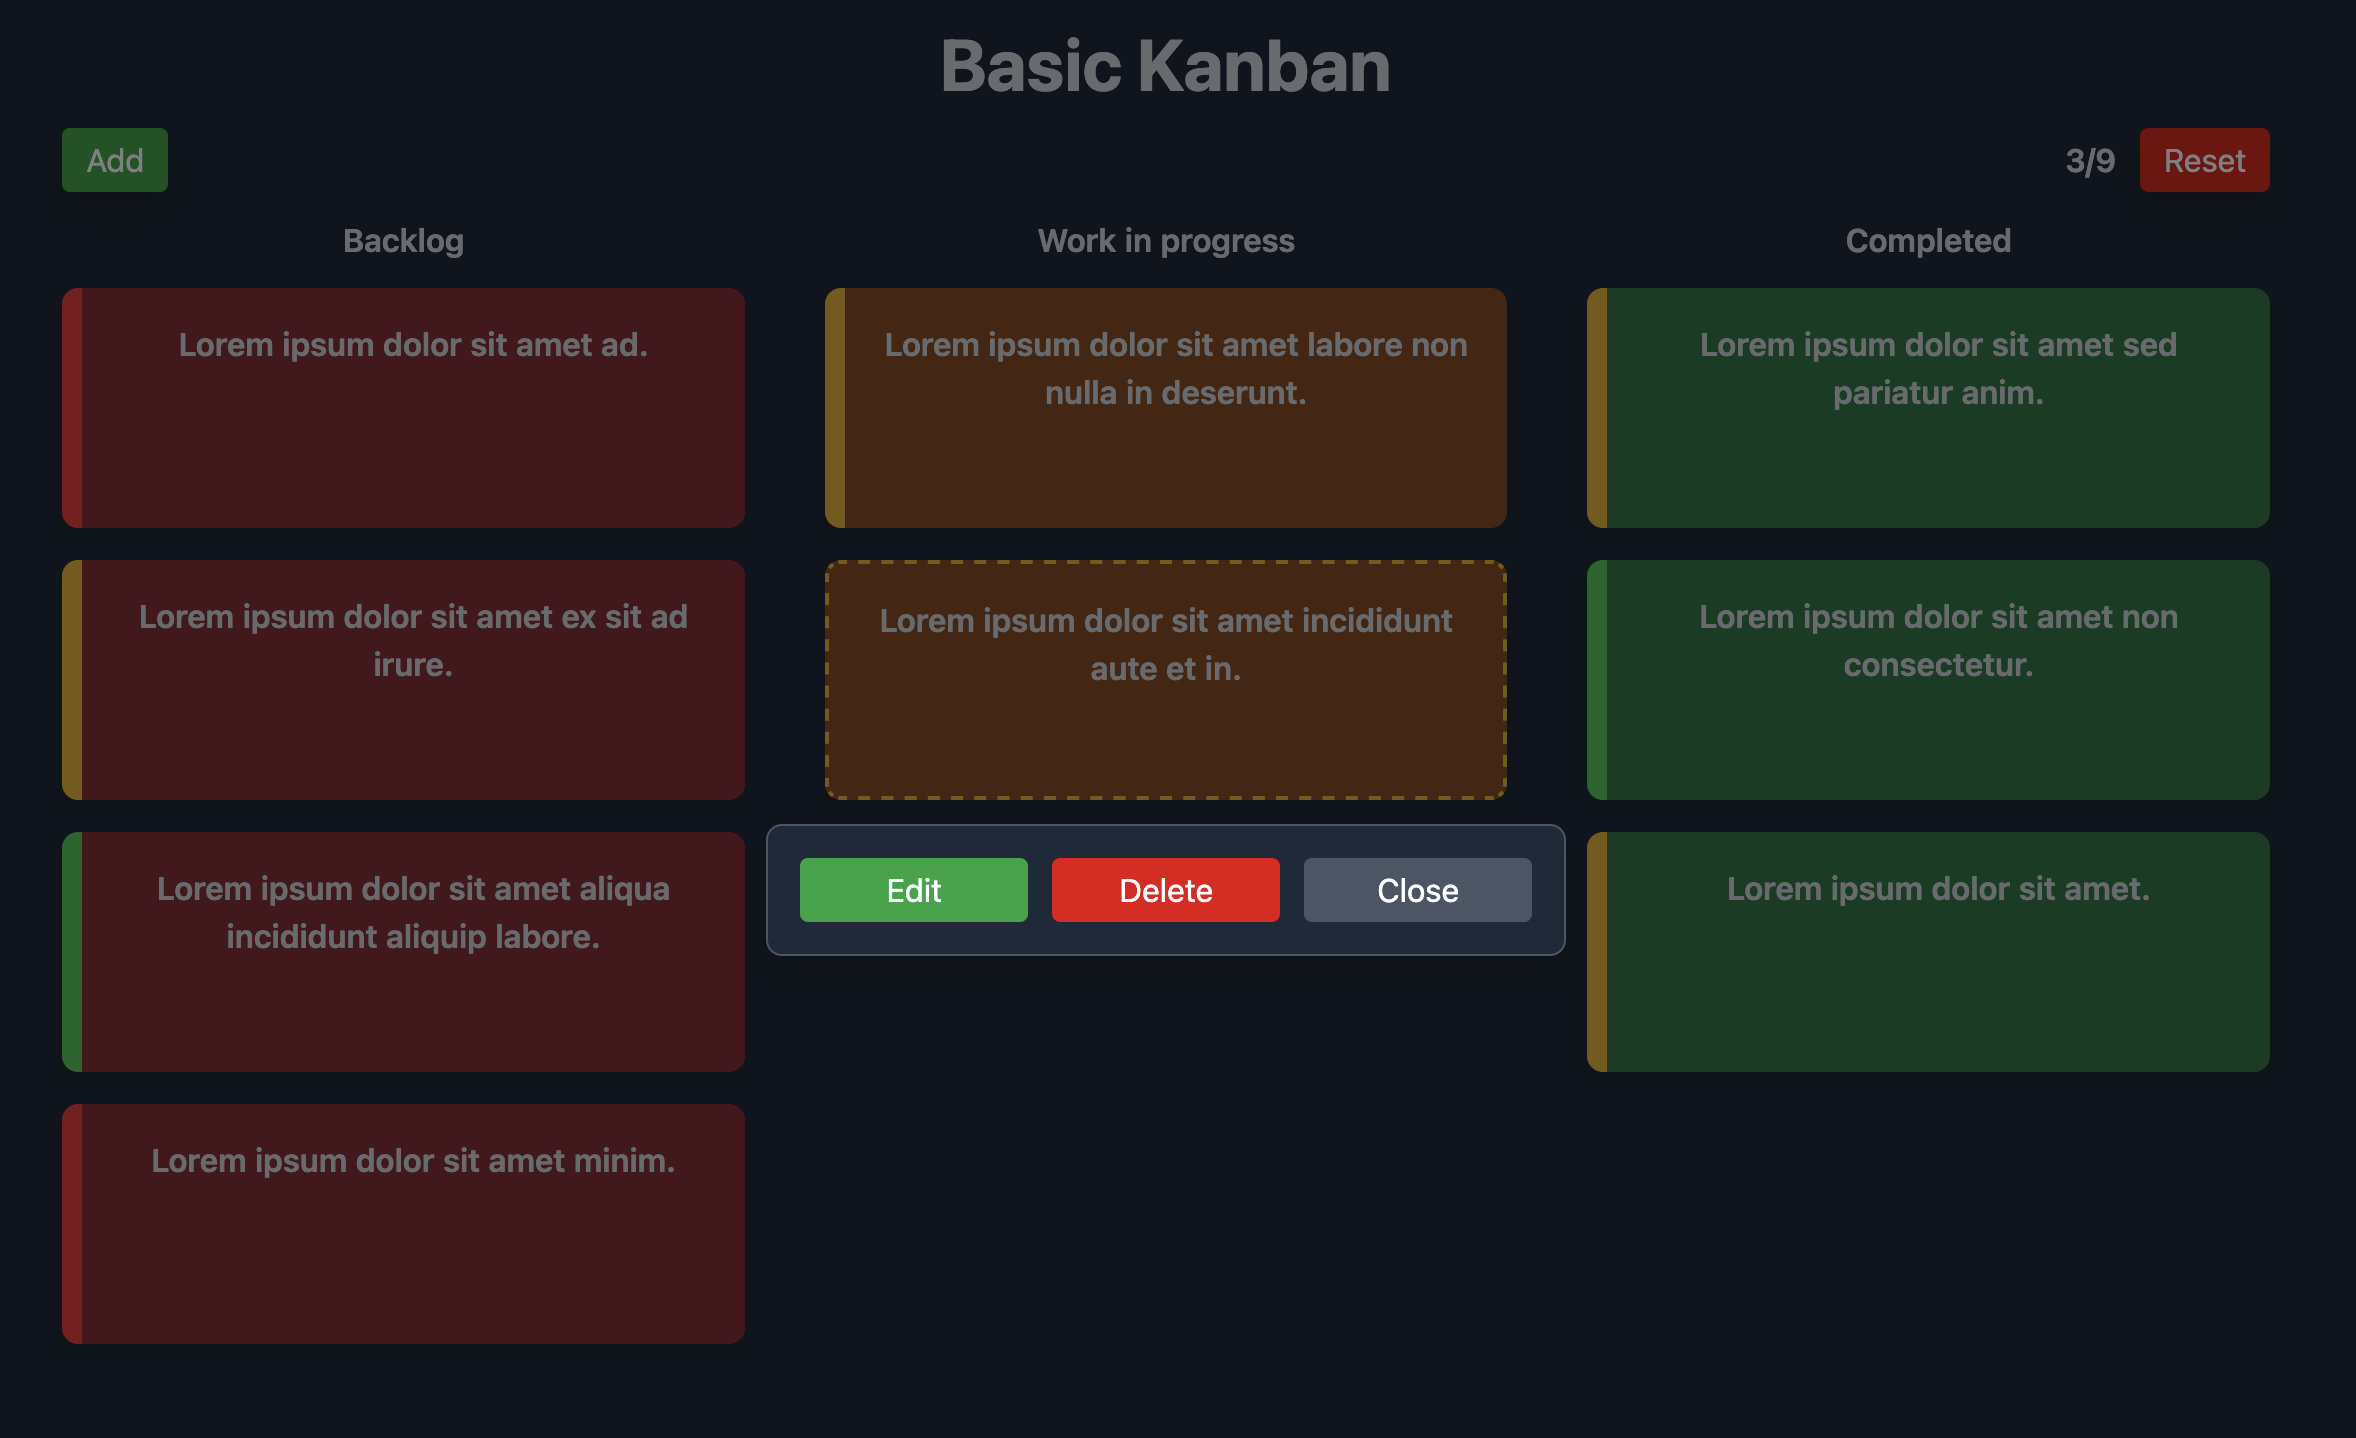 Basic Kanban
Add
3/9
Reset
Backlog
Lorem ipsum dolor sit amet ad.
Lorem ipsum dolor sit amet ex sit ad
irure.
Lorem ipsum dolor sit amet aliqua
incididunt aliquip labore.
Lorem ipsum dolor sit amet minim.
Work in progress
Lorem ipsum dolor sit amet labore non
nulla in deserunt.
Lorem ipsum dolor sit amet incididunt
aute et in.
Completed
Lorem ipsum dolor sit amet sed
pariatur anim.
Lorem ipsum dolor sit amet non
consectetur.
Lorem ipsum dolor sit amet.
Edit
Delete
Close